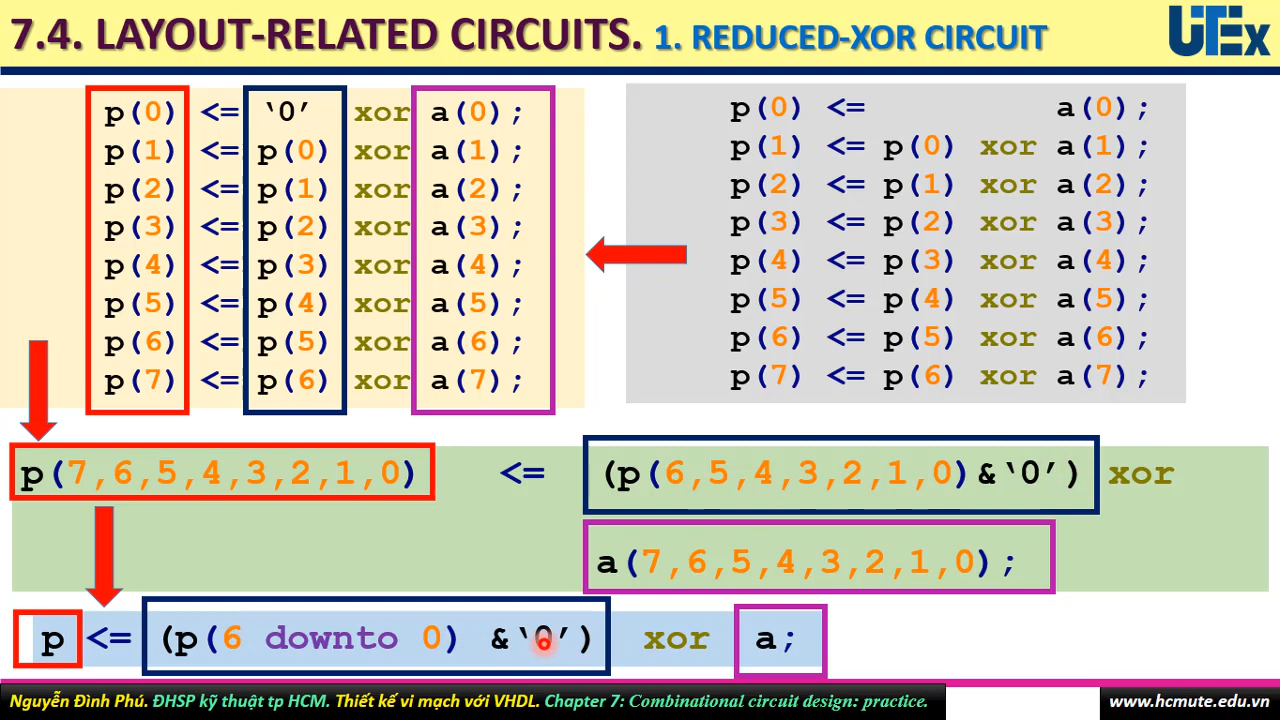 7.4. LAYOUT-RELATED CIRCUITS. 1. REDUCED-XOR CIRCUIT
UTEx
p(0) <= ‘0’ xor a(0);
p(1) <= p(0) xor a(1);
p(2) <= p(1) xor a(2);
p(3) <= p(2) xor a(3);
p(4) <= p(3) xor a(4);
p(5) <= p(4) xor a(5);
p(6) <= p(5) xor a(6);
p(7) <= p(6) xor a(7);
p(0) <= a(0);
p(1) <= p(0) xor a(1);
p(2) <= p(1) xor a(2);
p(3) <= p(2) xor a(3);
p(4) <= p(3) xor a(4);
p(5) <= p(4) xor a(5);
p(6) <= p(5) xor a(6);
p(7) <= p(6) xor a(7);
p(7,6,5,4,3,2,1,0) <= (p(6,5,4,3,2,1,0)&‘0’) xor
a(7,6,5,4,3,2,1,0);
p <= (p(6 downto 0) &‘0’) xor a;
Nguyễn Đình Phú. ĐHSP kỹ thuật tp HCM. Thiết kế vi mạch với VHDL. Chapter 7: Combinational circuit design: practice.
www.hcmute.edu.vn